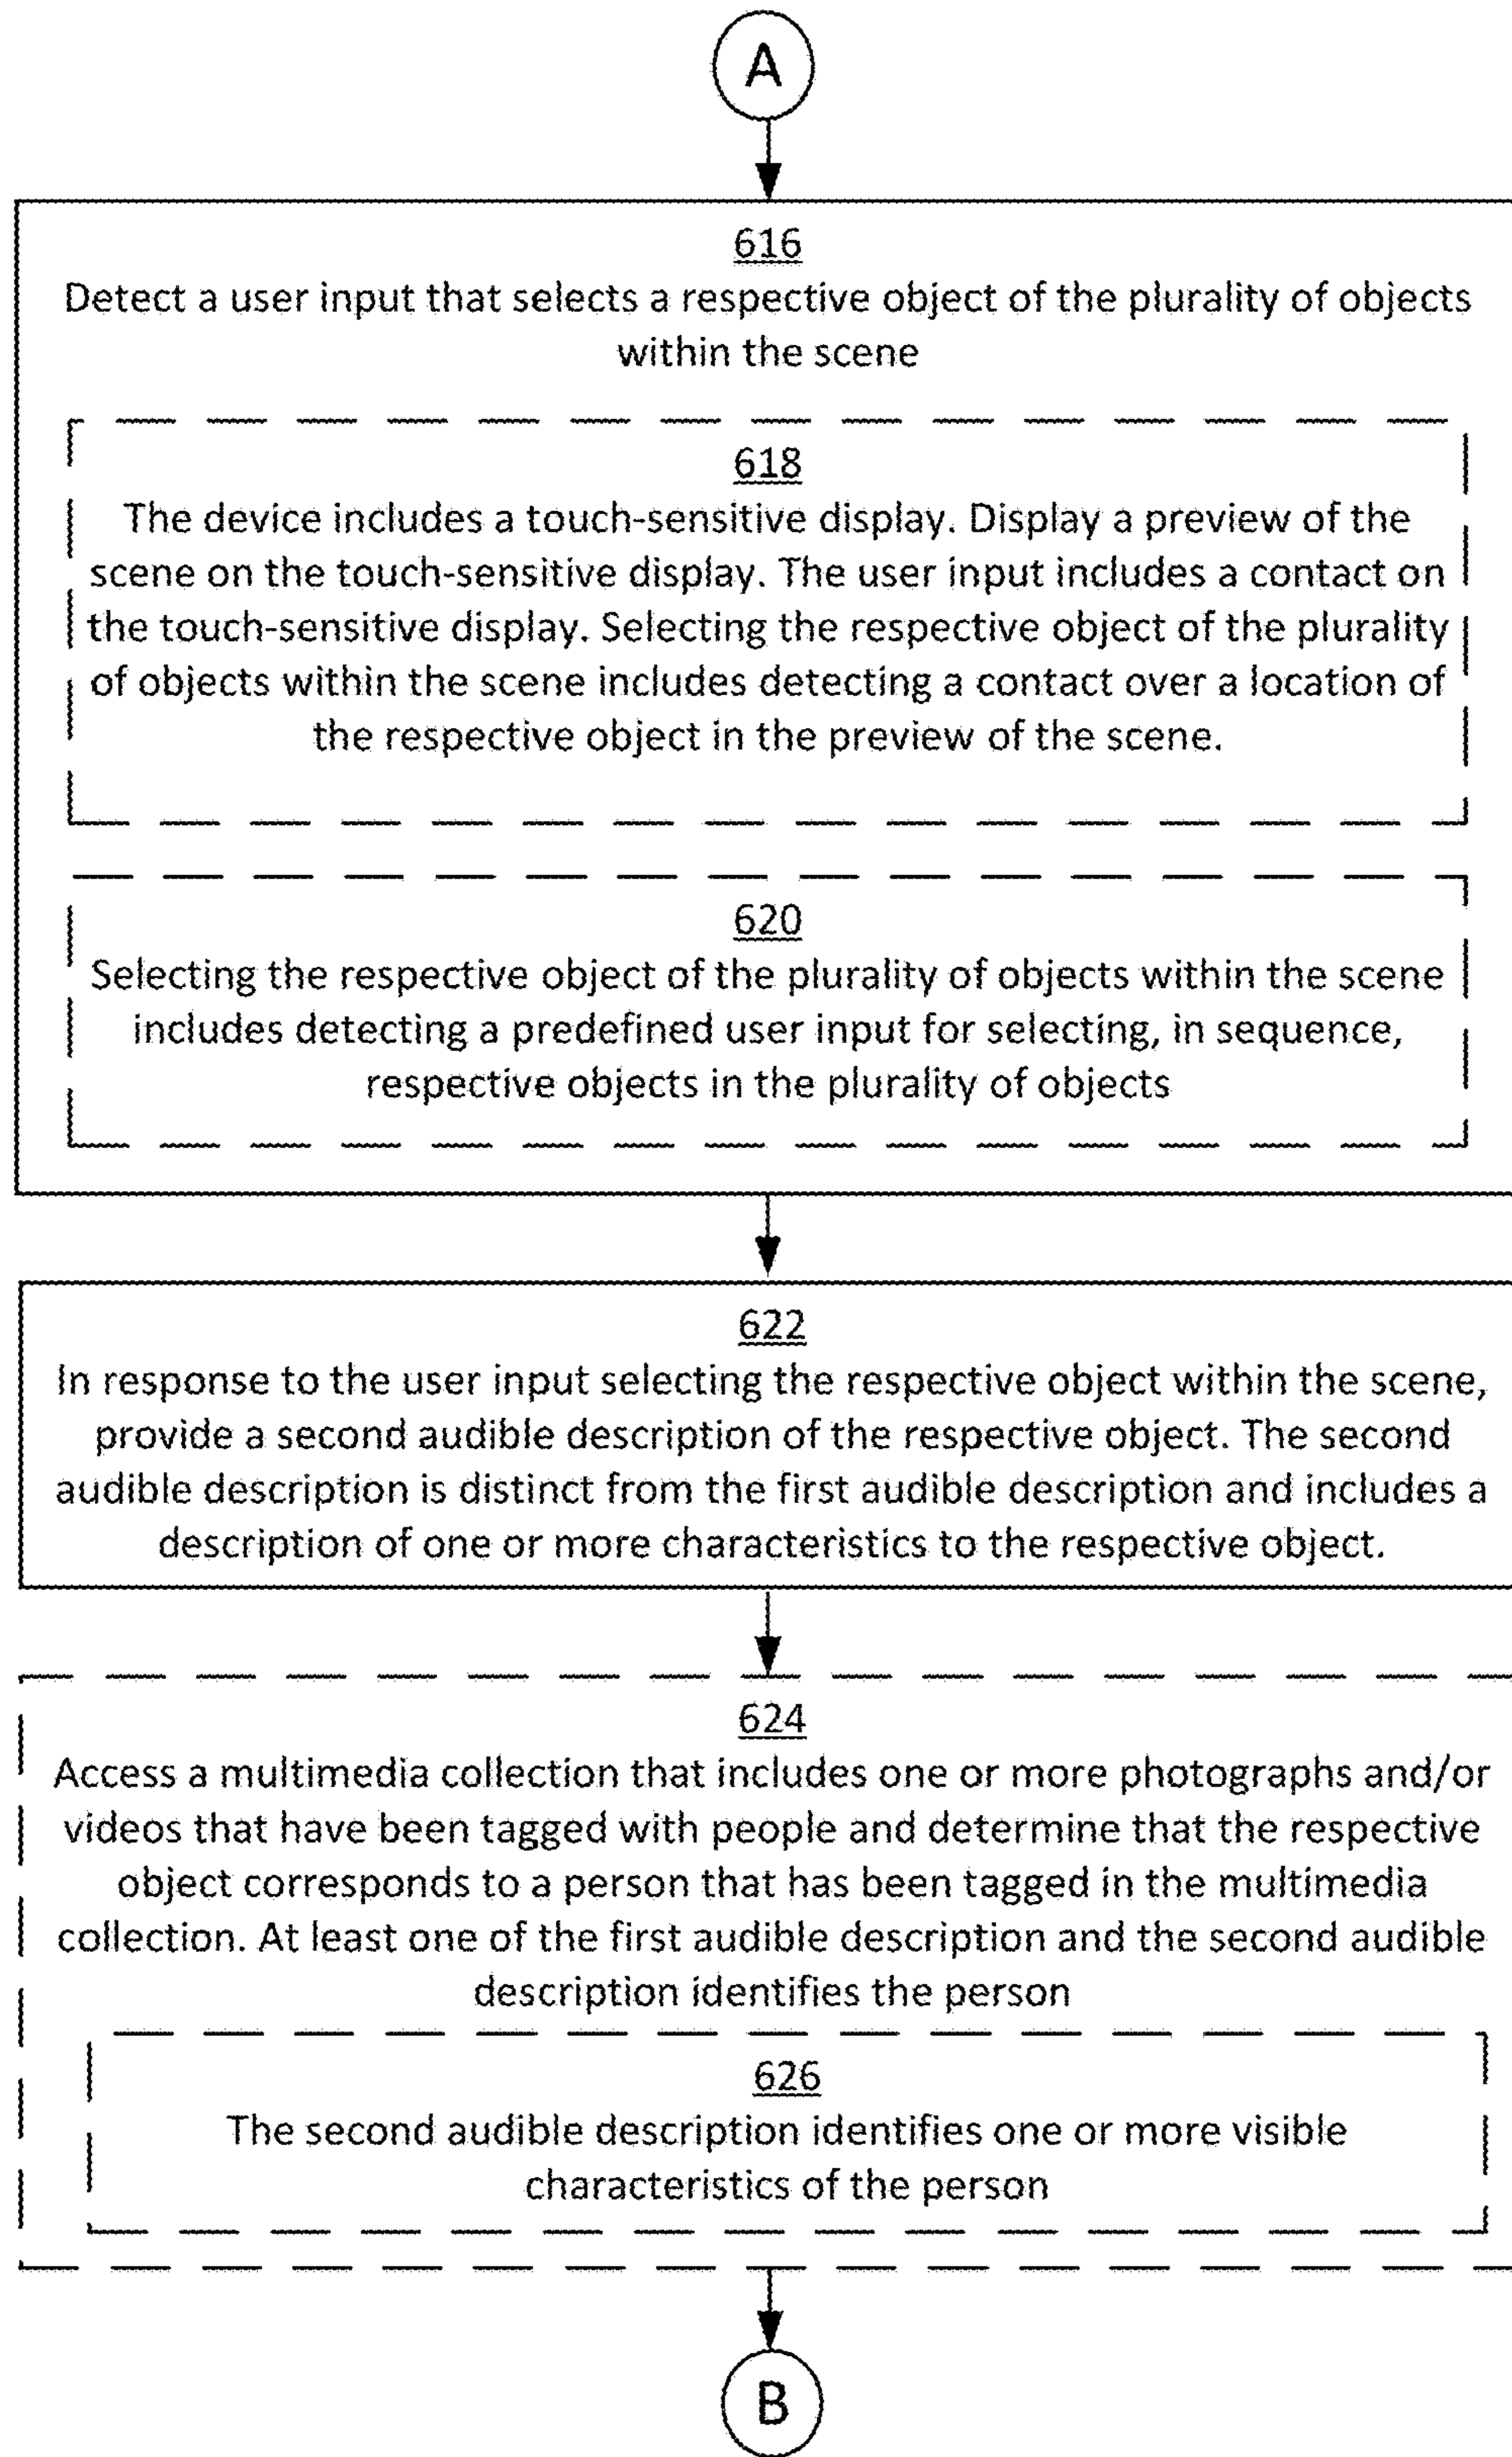 A
616
Detect a user input that selects a respective object of the plurality of objects
within the scene
618
The device includes a touch-sensitive display. Display a preview of the
scene on the touch-sensitive display. The user input includes a contact on
the touch-sensitive display. Selecting the respective object of the plurality
of objects within the scene includes detecting a contact over a location of
the respective object in the preview of the scene.
620
Selecting the respective object of the plurality of objects within the scene
includes detecting a predefined user input for selecting, in sequence,
respective objects in the plurality of objects
622
In response to the user input selecting the respective object within the scene,
provide a second audible description of the respective object. The second
audible description is distinct from the first audible description and includes a
description of one or more characteristics to the respective object.
624
Access a multimedia collection that includes one or more photographs and/or
videos that have been tagged with people and determine that the respective
object corresponds to a person that has been tagged in the multimedia
collection. At least one of the first audible description and the second audible
description identifies the person
626
The second audible description identifies one or more visible
characteristics of the person
B